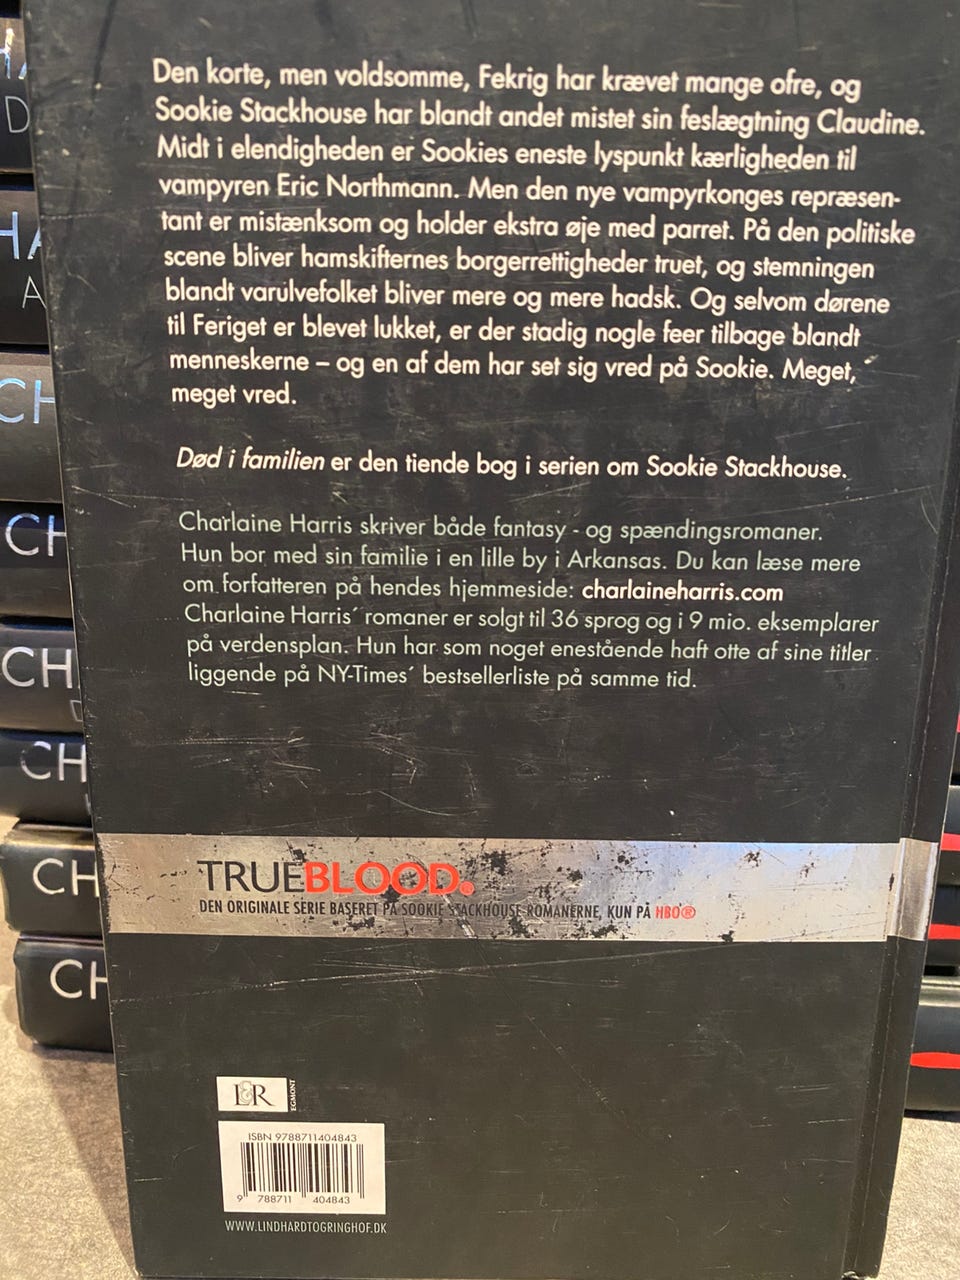 Den korte, men voldsomme, Fekrig har krævet mange ofre, og
Sookie Stackhouse har blandt andet mistet sin feslægtning Claudine.
Midt i elendigheden er Sookies eneste lyspunkt kærligheden til
vampyren Eric Northmann. Men den nye vampyrkonges repræsen-
tant er mistænksom og holder ekstra øje med parret. På den politiske
scene bliver hamskifternes borgerrettigheder truet, og stemningen
blandt varulvefolket bliver mere og mere hadsk. Og selvom dørene
til Feriget er blevet lukket, er der stadig nogle feer tilbage blandt
menneskerne – og en af dem har set sig vred på Sookie. Meget,
meget vred.
Død i familien er den tiende bog i serien om Sookie Stackhouse.
Charlaine Harris skriver både fantasy - og spændingsromaner.
Hun bor med sin familie i en lille by i Arkansas. Du kan læse mere
om forfatteren på hendes hjemmeside: charlaineharris.com
Charlaine Harris´ romaner er solgt til 36 sprog og i 9 mio. eksemplarer
på verdensplan. Hun har som noget enestående haft otte af sine titler
liggende på NY-Times´ bestsellerliste på samme tid.
TRUEBLOOD.
DEN ORIGINALE SERIE BASERET PÅ SOOKIE STACKHOUSE-ROMANERNE, KUN PÅ HBO®
L&R
EGMONT
ISBN 9788711404843
9 788711 404843
WWW.LINDHARDTOGRINGHOF.DK
HA
D
HA
A
CH
CH
CH
D
CH
CH
CH